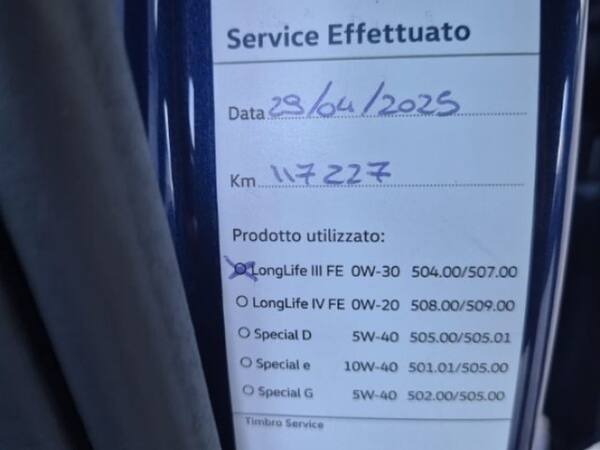 Service Effettuato
Data 29/04/2025
Km 117227
Prodotto utilizzato:
LongLife III FE 0W-30 504.00/507.00
LongLife IV FE 0W-20 508.00/509.00
Special D 5W-40 505.00/505.01
Special e 10W-40 501.01/505.00
Special G 5W-40 502.00/505.00
Timbro Service